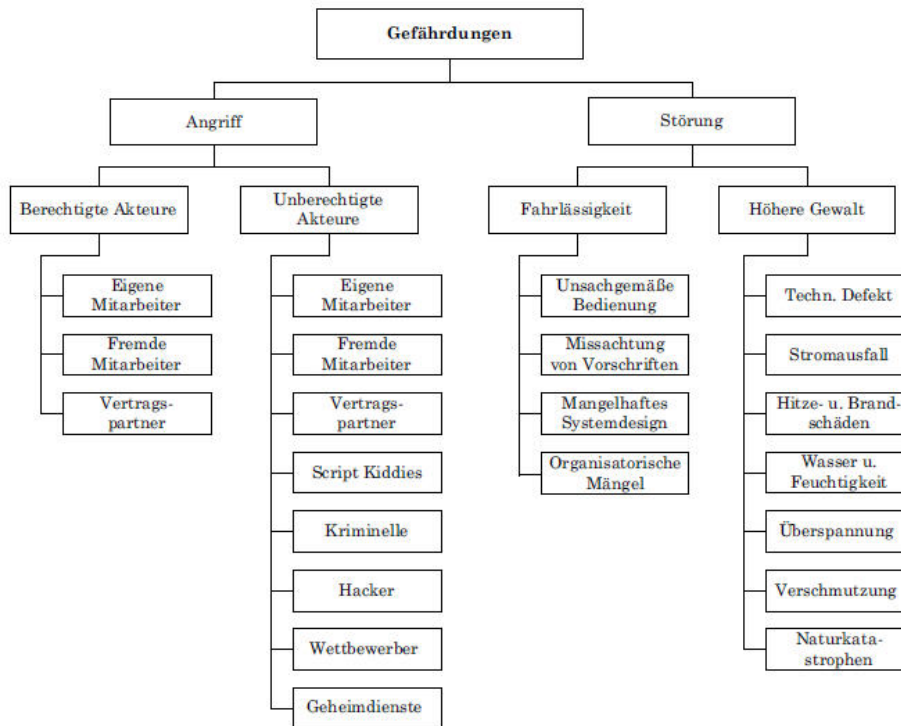 Gefährdungen
Angriff
Störung
Berechtigte Akteure
Unberechtigte
Akteure
Fahrlässigkeit
Höhere Gewalt
Eigene
Mitarbeiter
Fremde
Mitarbeiter
Vertrags-
partner
Eigene
Mitarbeiter
Fremde
Mitarbeiter
Vertrags-
partner
Script Kiddies
Kriminelle
Hacker
Wettbewerber
Geheimdienste
Unsachgemäße
Bedienung
Missachtung
von Vorschriften
Mangelhaftes
Systemdesign
Organisatorische
Mängel
Techn. Defekt
Stromausfall
Hitze- u. Brand-
schäden
Wasser u.
Feuchtigkeit
Überspannung
Verschmutzung
Naturkata-
strophen